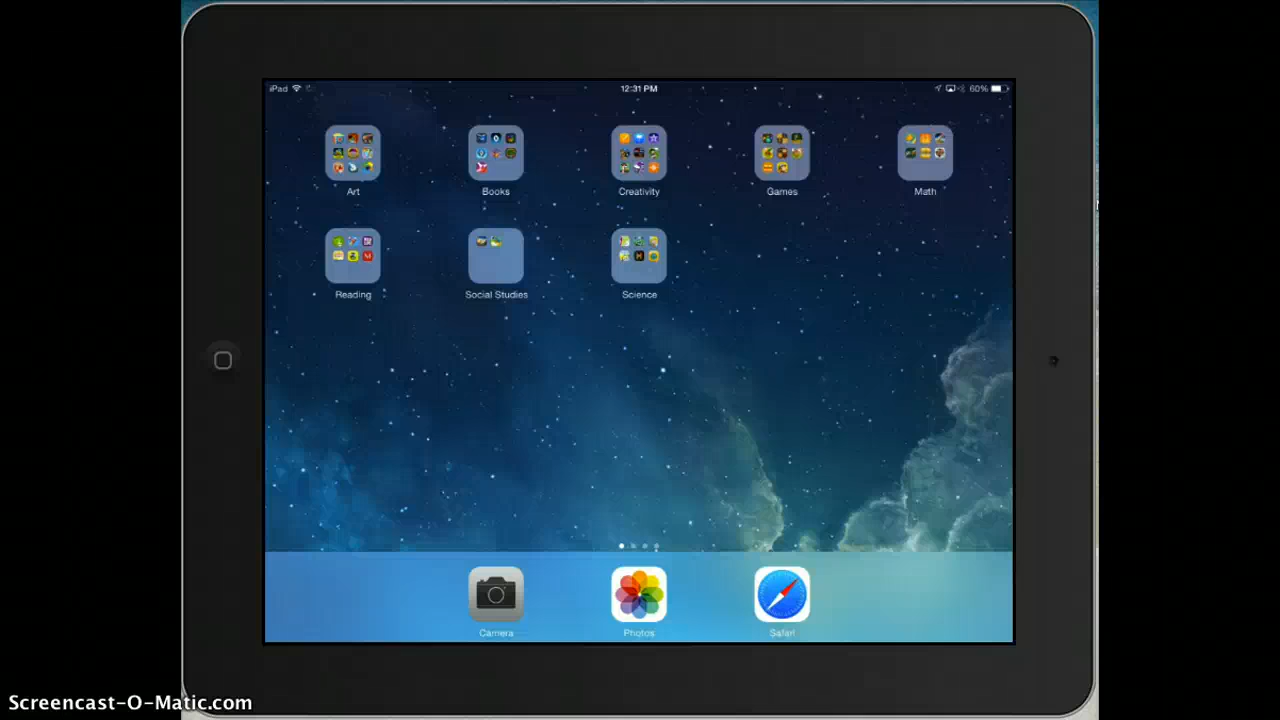 iPad 12:31 PM 60%
Art Books Creativity Games Math
Reading Social Studies Science
Camera Photos Safari
Screencast-O-Matic.com